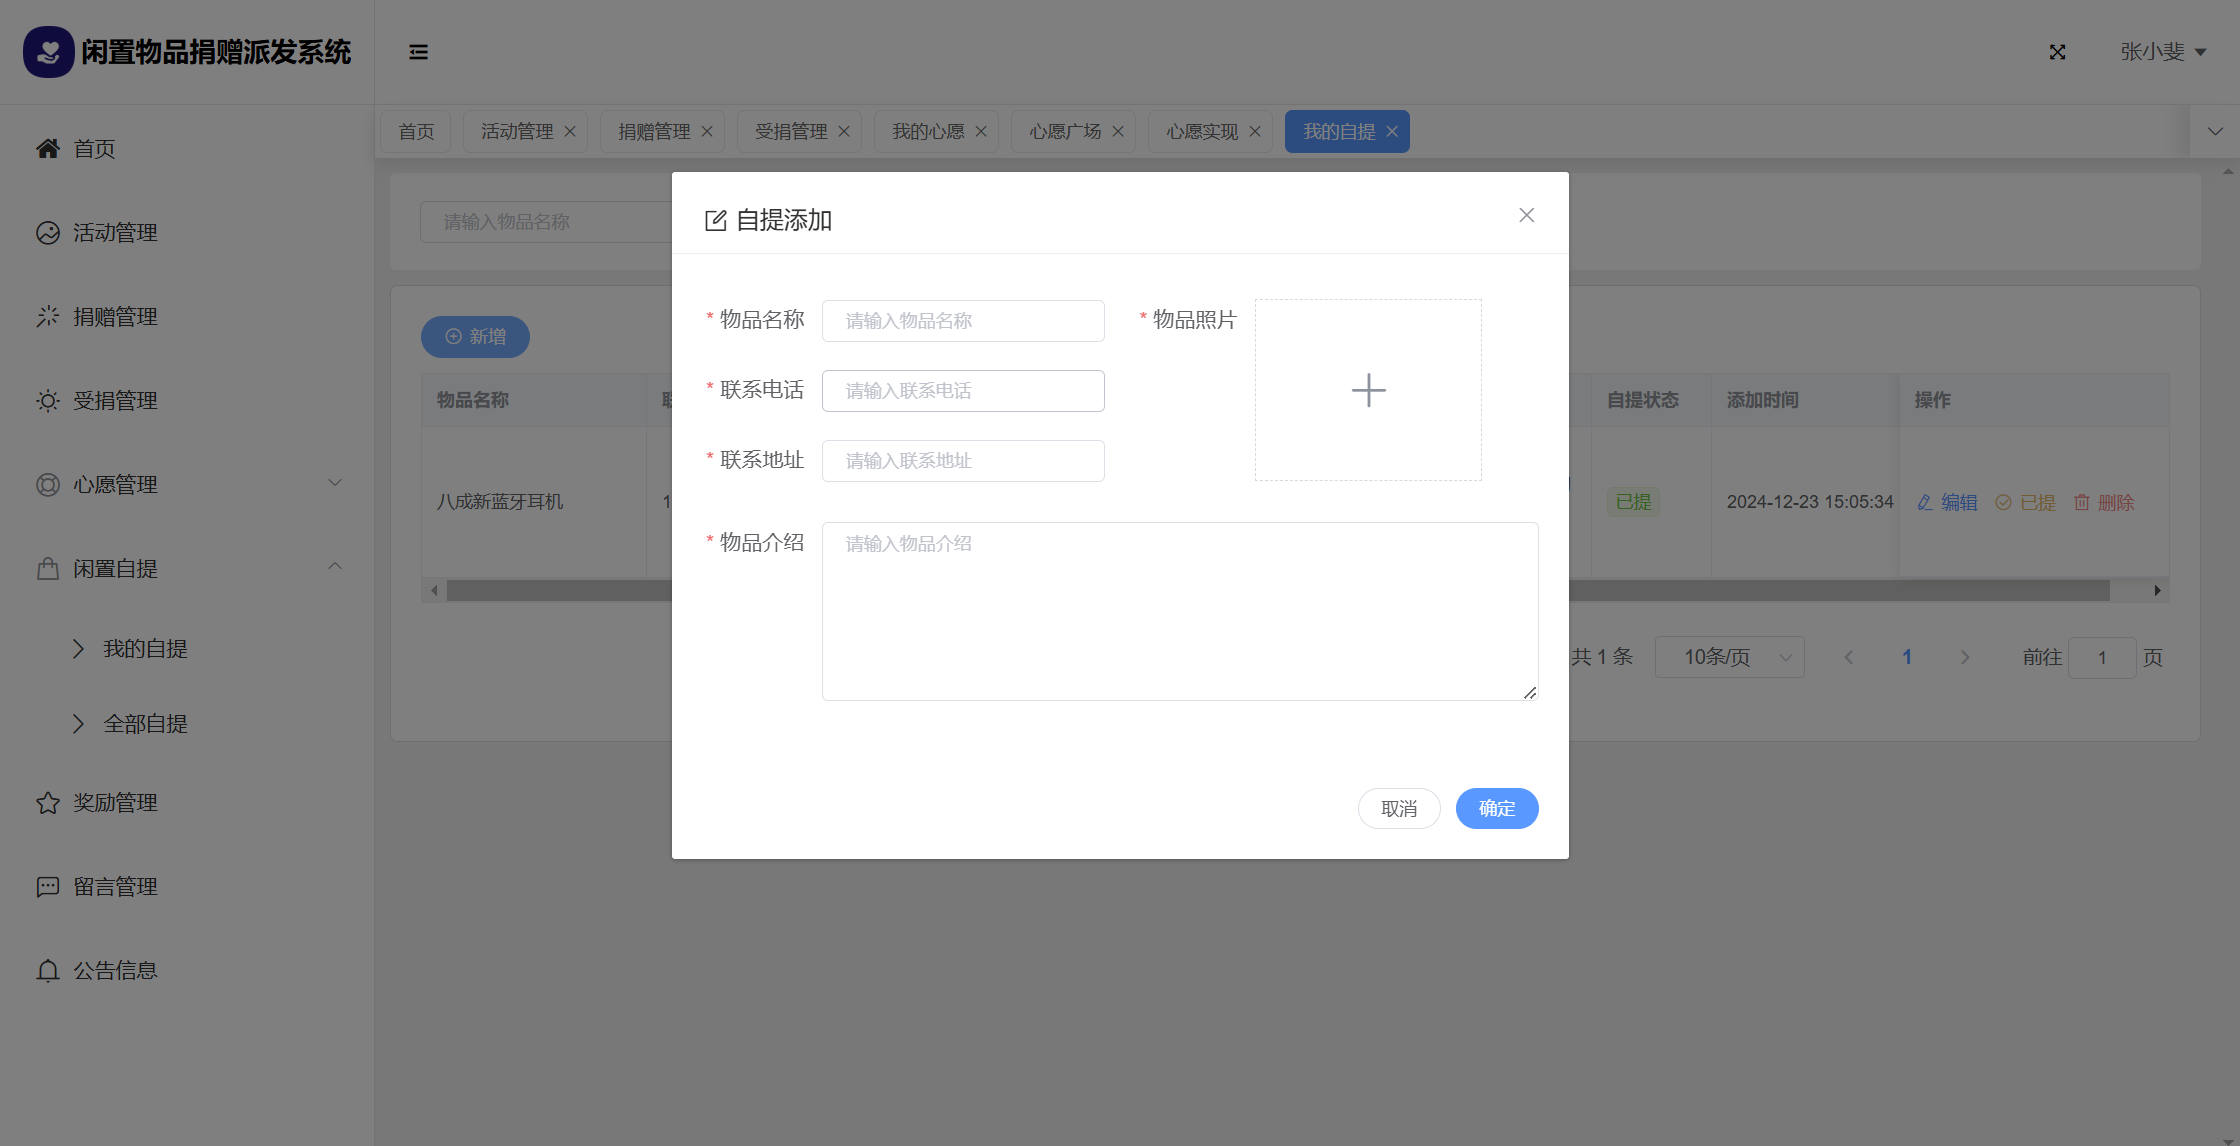 闲置物品捐赠派发系统
张小斐
首页
活动管理
捐赠管理
受捐管理
我的心愿
心愿广场
心愿实现
我的自提
首页
活动管理
捐赠管理
受捐管理
心愿管理
闲置自提
我的自提
全部自提
奖励管理
留言管理
公告信息
请输入物品名称
新增
物品名称
自提状态
添加时间
操作
八成新蓝牙耳机
1
已提
2024-12-23 15:05:34
编辑
已提
删除
共 1 条
10条/页
1
前往
1
页
自提添加
* 物品名称
请输入物品名称
* 物品照片
* 联系电话
请输入联系电话
* 联系地址
请输入联系地址
* 物品介绍
请输入物品介绍
取消
确定